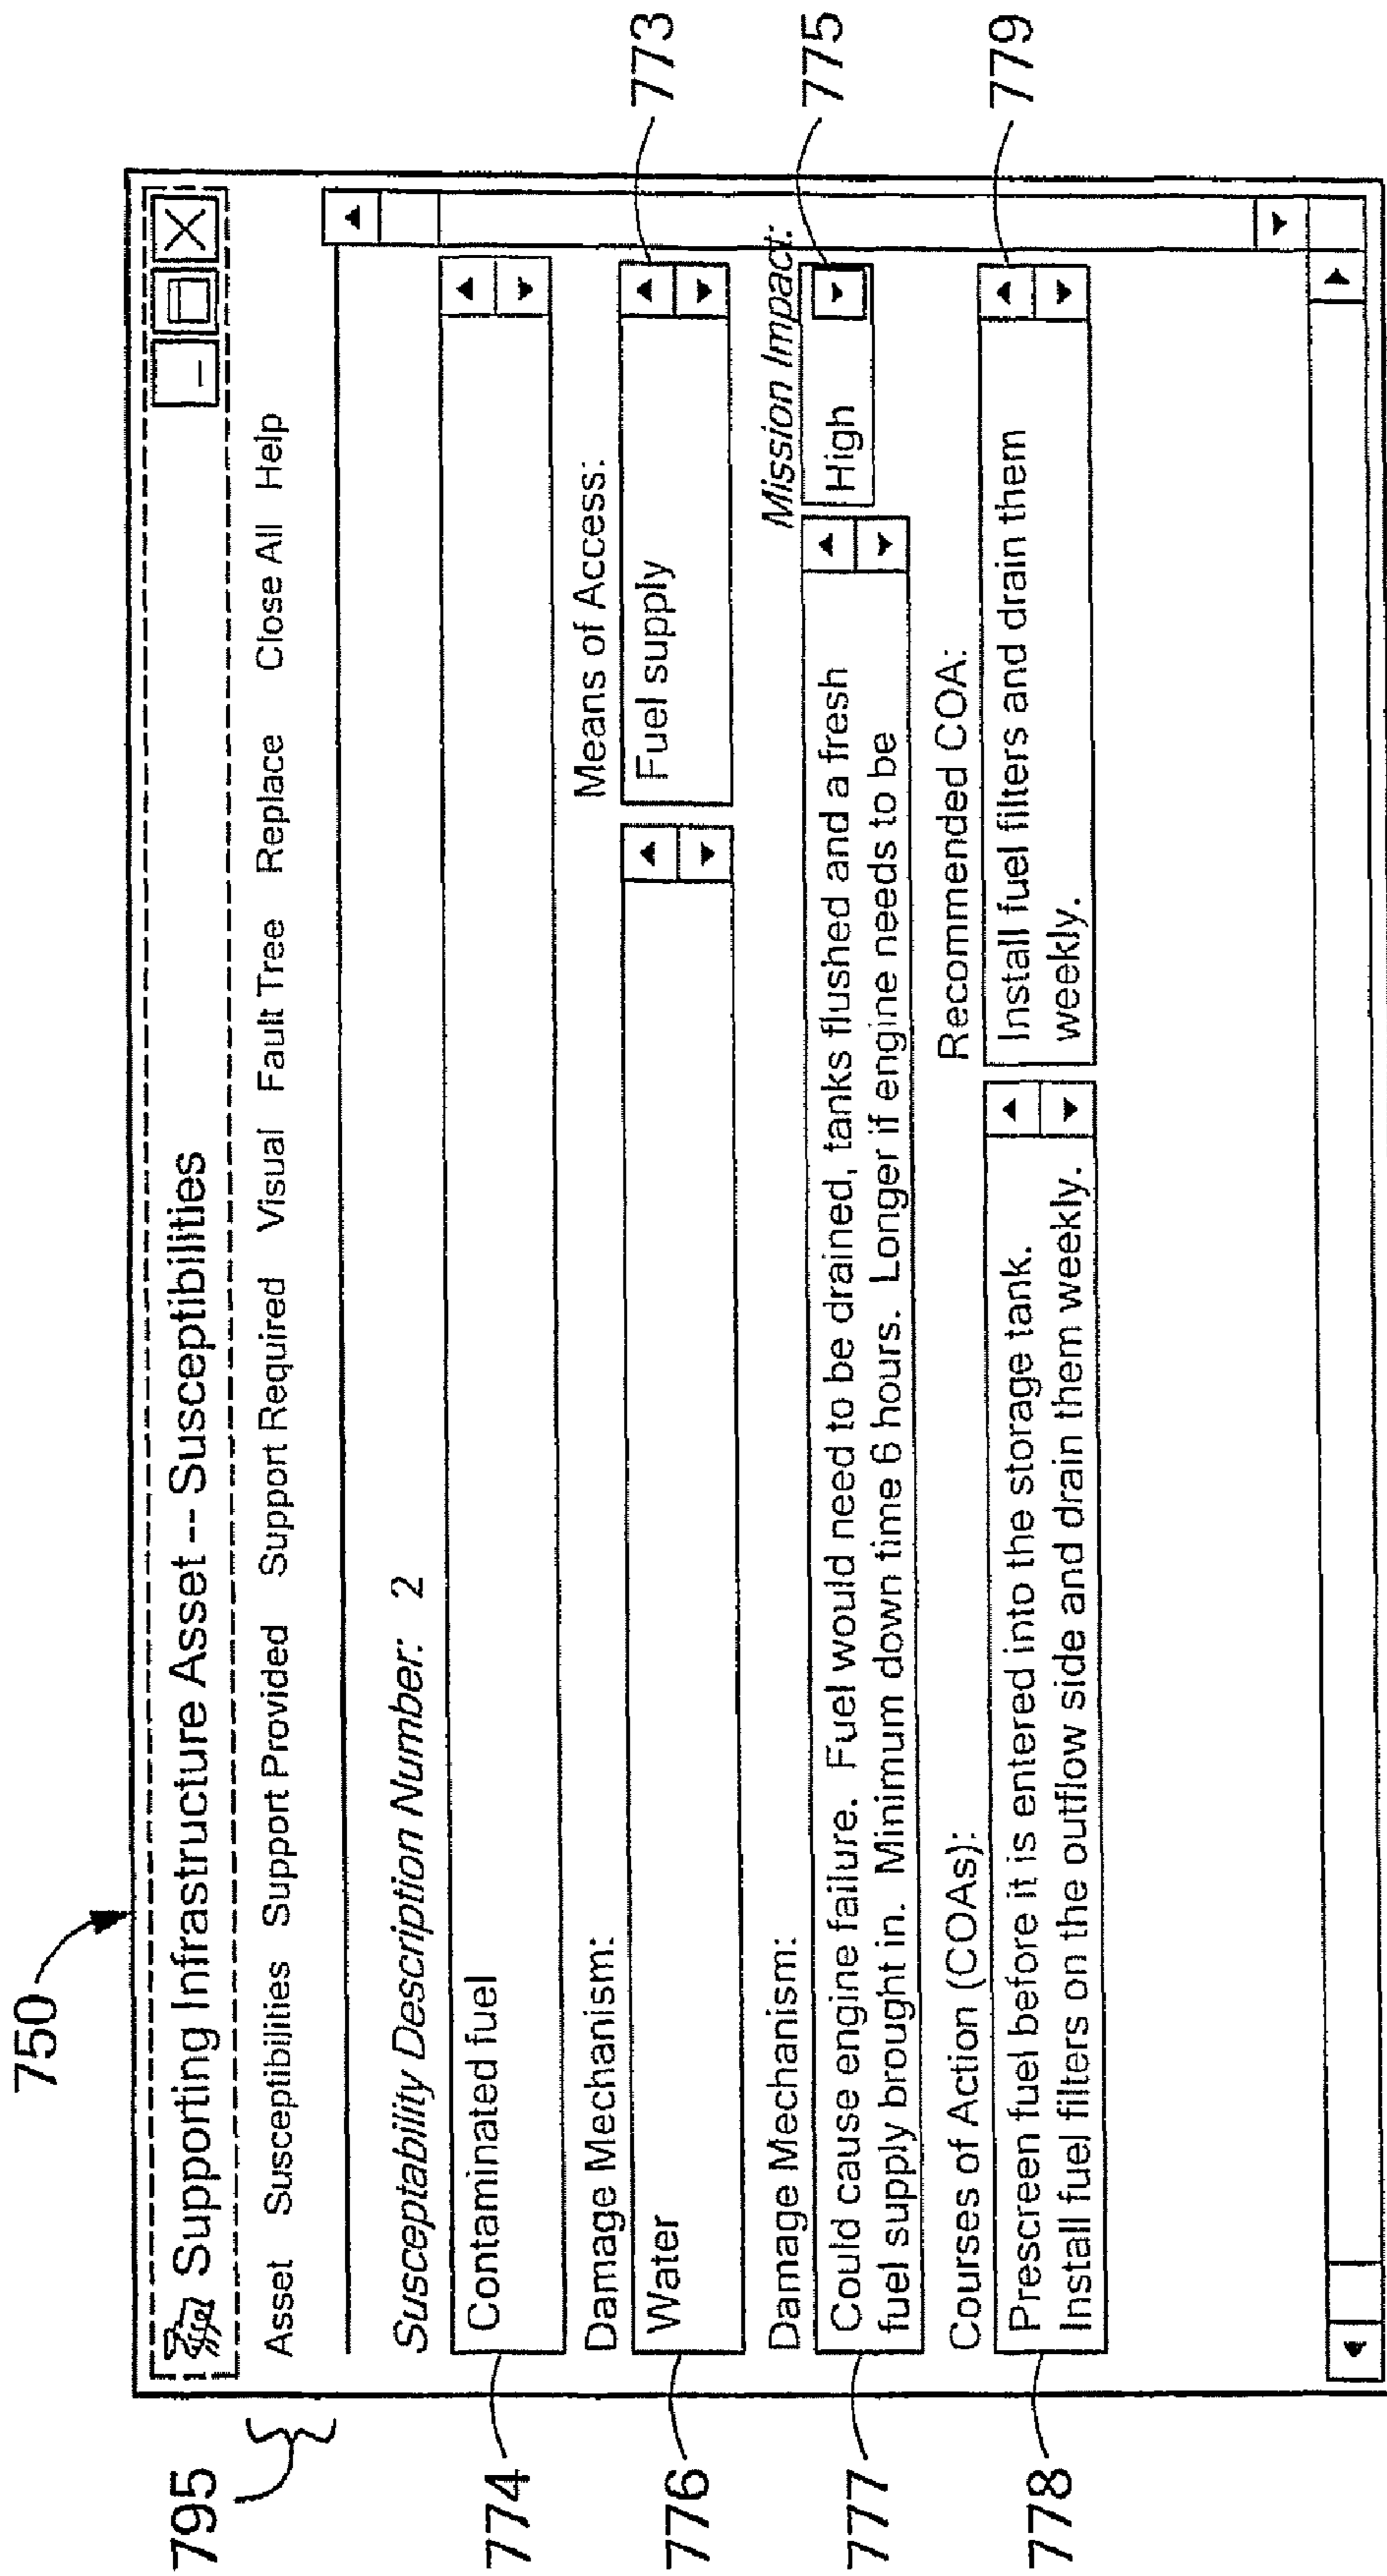 750
795
Supporting Infrastructure Asset -- Susceptibilities
Asset Susceptibilities Support Provided Support Required Visual Fault Tree Replace Close All Help
Susceptability Description Number: 2
774
Contaminated fuel
Damage Mechanism:
Means of Access:
776
Water
Fuel supply
773
Damage Mechanism:
Mission Impact:
777
Could cause engine failure. Fuel would need to be drained, tanks flushed and a fresh
fuel supply brought in. Minimum down time 6 hours. Longer if engine needs to be
High
775
Courses of Action (COAs):
Recommended COA:
778
Prescreen fuel before it is entered into the storage tank.
Install fuel filters on the outflow side and drain them weekly.
Install fuel filters and drain them
weekly.
779